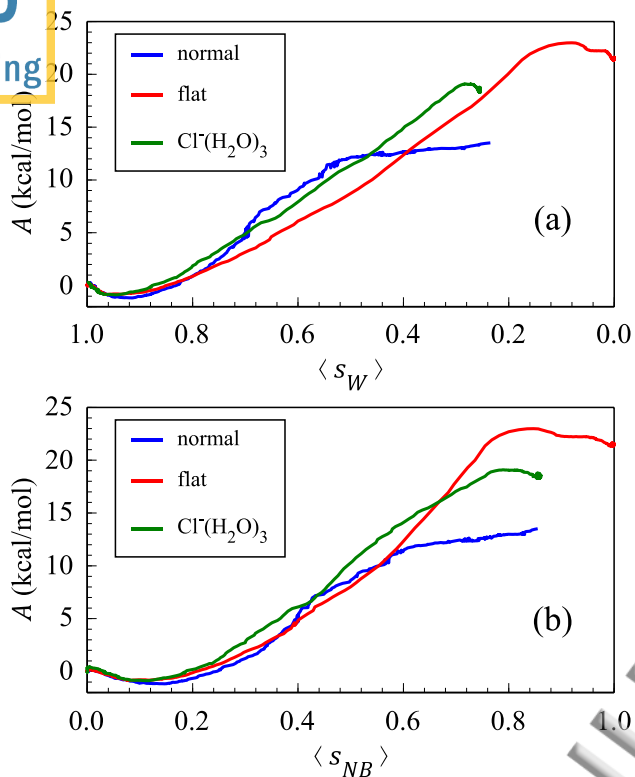 ng
25
20
15
10
5
0
A (kcal/mol)
normal
flat
Cl⁻(H₂O)₃
(a)
1.0 0.8 0.6 0.4 0.2 0.0
⟨ s_W ⟩
25
20
15
10
5
0
A (kcal/mol)
normal
flat
Cl⁻(H₂O)₃
(b)
0.0 0.2 0.4 0.6 0.8 1.0
⟨ s_NB ⟩